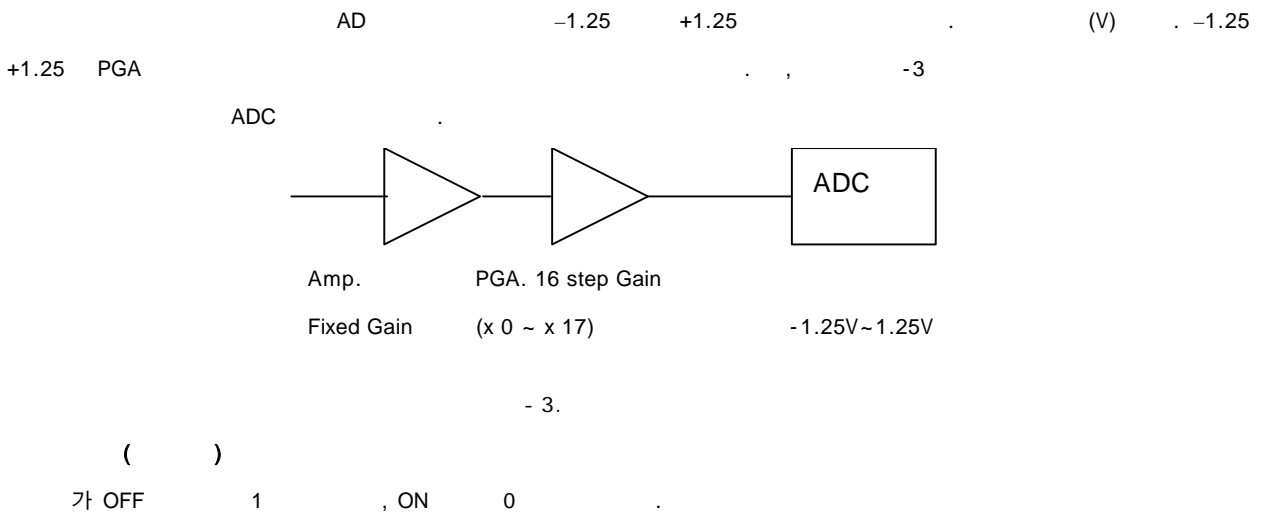 AD –1.25 +1.25 . (V) . –1.25
+1.25 PGA . , -3
ADC .
ADC
Amp. PGA. 16 step Gain
Fixed Gain (x 0 ~ x 17) -1.25V~1.25V
- 3.
( )
가 OFF 1 , ON 0 .